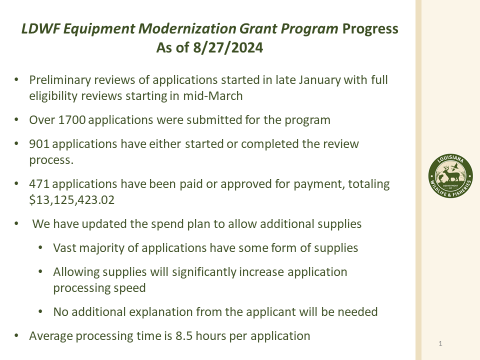 LDWF Equipment Modernization Grant Program Progress
As of 8/27/2024
• Preliminary reviews of applications started in late January with full
eligibility reviews starting in mid-March
• Over 1700 applications were submitted for the program
• 901 applications have either started or completed the review
process.
• 471 applications have been paid or approved for payment, totaling
$13,125,423.02
• We have updated the spend plan to allow additional supplies
• Vast majority of applications have some form of supplies
• Allowing supplies will significantly increase application
processing speed
• No additional explanation from the applicant will be needed
• Average processing time is 8.5 hours per application
LOUISIANA
WILDLIFE & FISHERIES
1